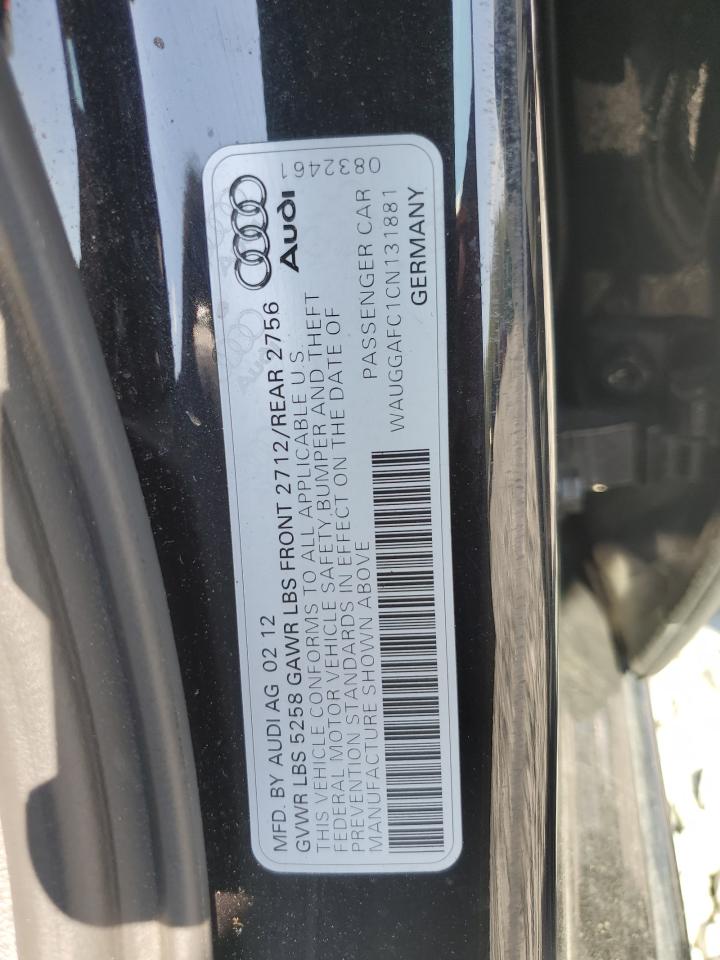 MFD. BY AUDI AG 02 12
GVWR LBS 5258 GAWR LBS FRONT 2712/REAR 2756
THIS VEHICLE CONFORMS TO ALL APPLICABLE U.S.
FEDERAL MOTOR VEHICLE SAFETY, BUMPER AND THEFT
PREVENTION STANDARDS IN EFFECT ON THE DATE OF
MANUFACTURE SHOWN ABOVE
PASSENGER CAR
WAUGGAFC1CN131881
GERMANY
Audi
0832461